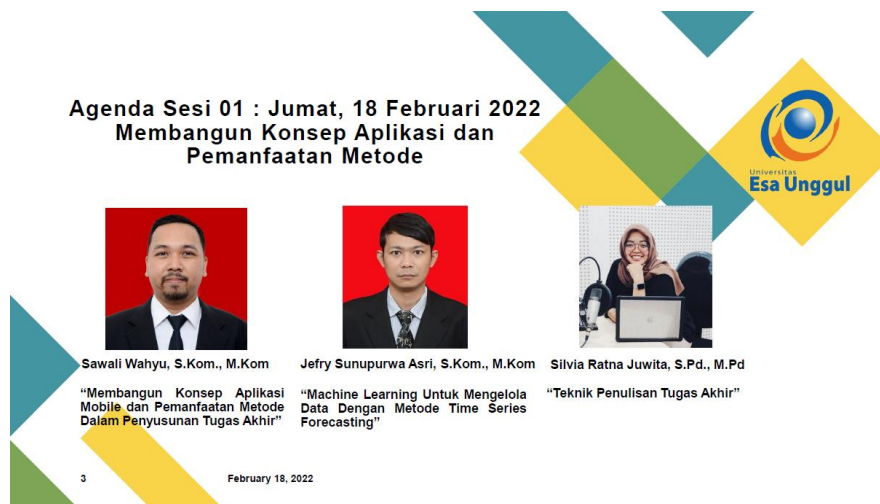 Agenda Sesi 01 : Jumat, 18 Februari 2022
Membangun Konsep Aplikasi dan
Pemanfaatan Metode
Universitas
Esa Unggul
Sawali Wahyu, S.Kom., M.Kom
“Membangun Konsep Aplikasi
Mobile dan Pemanfaatan Metode
Dalam Penyusunan Tugas Akhir”
Jefry Sunupurwa Asri, S.Kom., M.Kom
“Machine Learning Untuk Mengelola
Data Dengan Metode Time Series
Forecasting”
Silvia Ratna Juwita, S.Pd., M.Pd
“Teknik Penulisan Tugas Akhir”
3
February 18, 2022